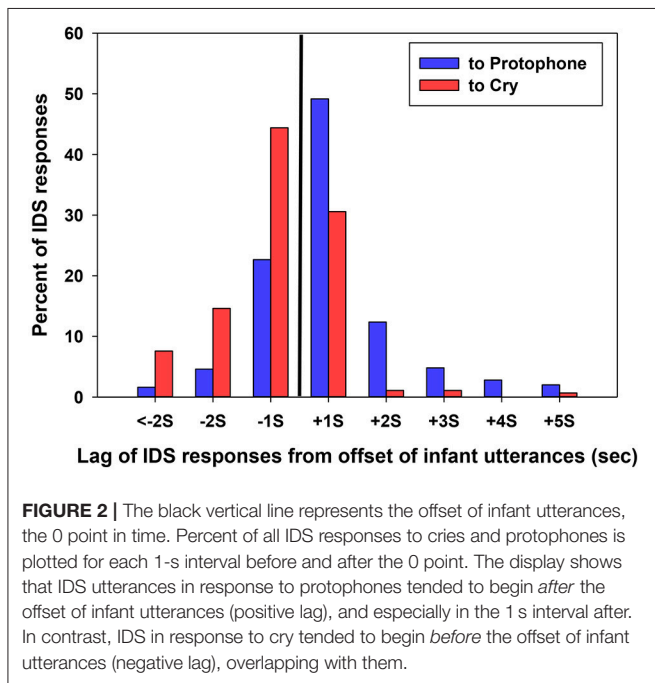 60
50
40
30
20
10
0
Percent of IDS responses
to Protophone
to Cry
<-2S -2S -1S +1S +2S +3S +4S +5S
Lag of IDS responses from offset of infant utterances (sec)
FIGURE 2 | The black vertical line represents the offset of infant utterances,
the 0 point in time. Percent of all IDS responses to cries and protophones is
plotted for each 1-s interval before and after the 0 point. The display shows
that IDS utterances in response to protophones tended to begin after the
offset of infant utterances (positive lag), and especially in the 1 s interval after.
In contrast, IDS in response to cry tended to begin before the offset of infant
utterances (negative lag), overlapping with them.